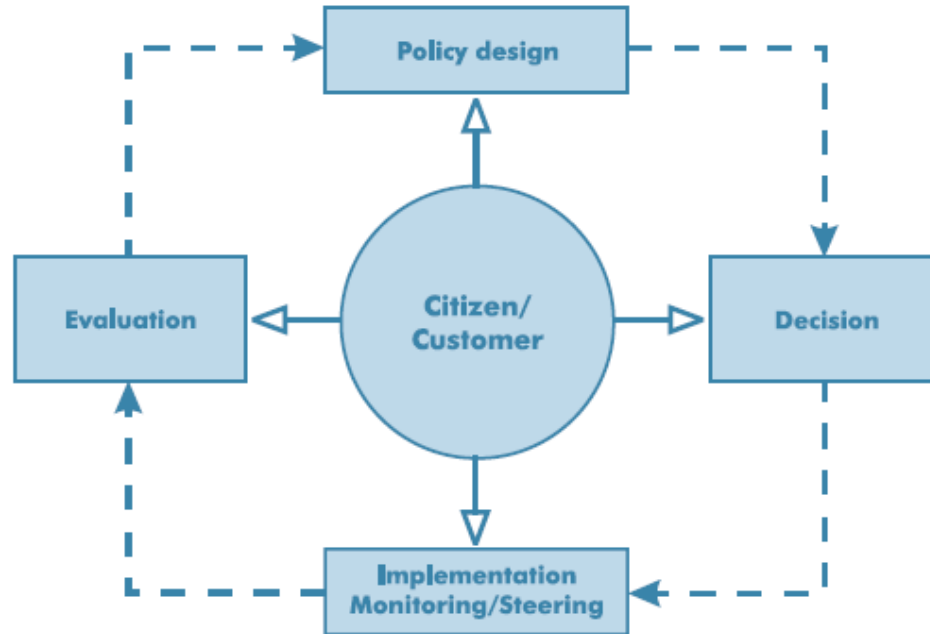 Policy design
Evaluation
Citizen/
Customer
Decision
Implementation
Monitoring/Steering